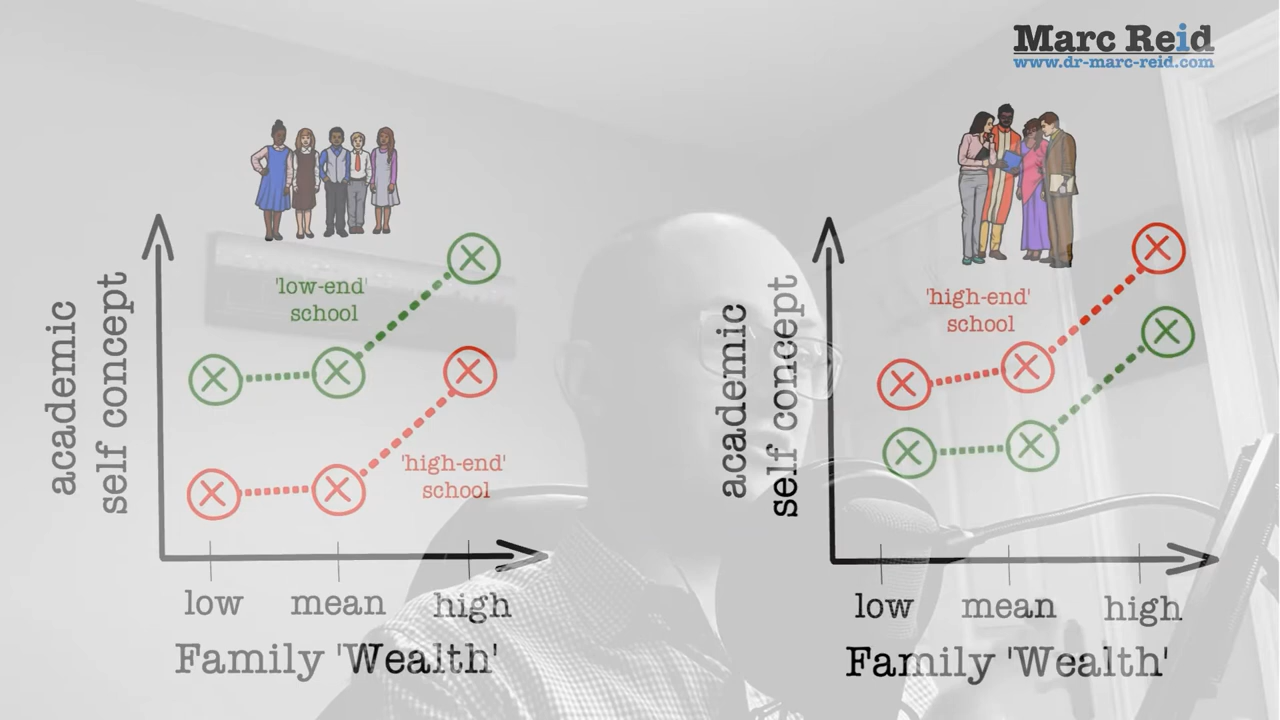 Marc Reid
www.dr-marc-reid.com
academic
self concept
'low-end'
school
'high-end'
school
low mean high
Family 'Wealth'
academic
self concept
'high-end'
school
low mean high
Family 'Wealth'